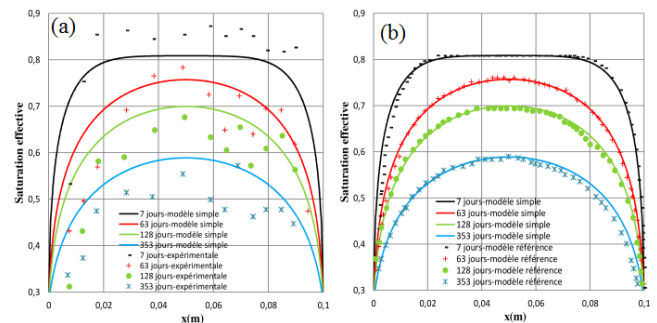 (a)
0,9
0,8
0,7
0,6
0,5
0,4
0,3
Saturation effective
7 jours-modèle simple
63 jours-modèle simple
128 jours-modèle simple
353 jours-modèle simple
7 jours-expérimentale
63 jours-expérimentale
128 jours-expérimentale
353 jours-expérimentale
0 0,02 0,04 0,06 0,08 0,1
x(m)
(b)
0,9
0,8
0,7
0,6
0,5
0,4
0,3
Saturation effective
7 jours-modèle simple
63 jours-modèle simple
128 jours-modèle simple
353 jours-modèle simple
7 jours-modèle référence
63 jours-modèle référence
128 jours-modèle référence
353 jours-modèle référence
0 0,02 0,04 0,06 0,08 0,1
x(m)